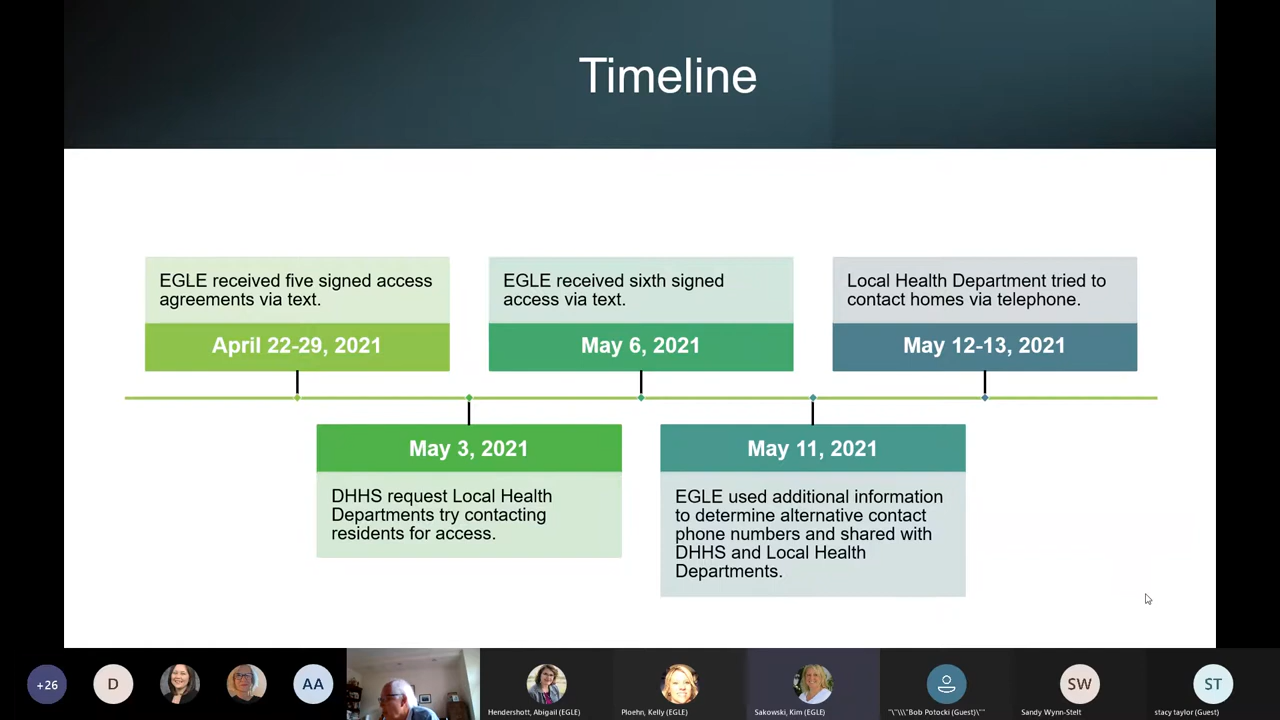 Timeline
EGLE received five signed access
agreements via text.
April 22-29, 2021
EGLE received sixth signed
access via text.
May 6, 2021
Local Health Department tried to
contact homes via telephone.
May 12-13, 2021
May 3, 2021
DHHS request Local Health
Departments try contacting
residents for access.
May 11, 2021
EGLE used additional information
to determine alternative contact
phone numbers and shared with
DHHS and Local Health
Departments.
+26
D
AA
Hendershott, Abigail (EGLE)
Ploehn, Kelly (EGLE)
Sakowski, Kim (EGLE)
"\"\\\"Bob Potocki (Guest)\"
SW
Sandy Wynn-Stelt
ST
stacy taylor (Guest)